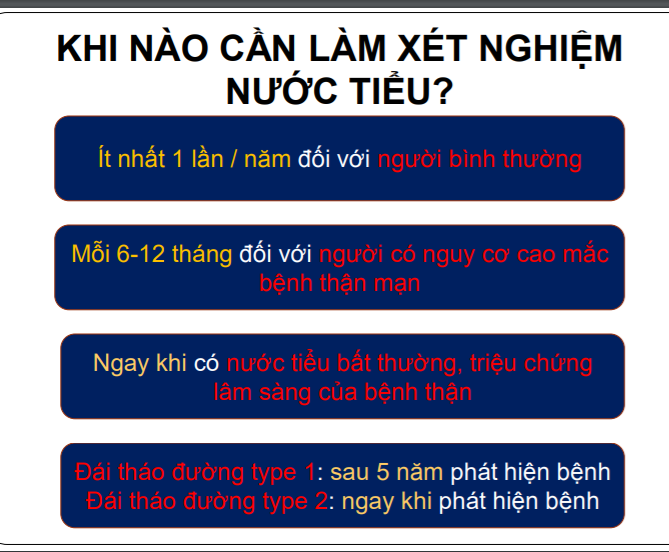 KHI NÀO CẦN LÀM XÉT NGHIỆM
NƯỚC TIỂU?
Ít nhất 1 lần / năm đối với người bình thường
Mỗi 6-12 tháng đối với người có nguy cơ cao mắc
bệnh thận mạn
Ngay khi có nước tiểu bất thường, triệu chứng
lâm sàng của bệnh thận
Đái tháo đường type 1: sau 5 năm phát hiện bệnh
Đái tháo đường type 2: ngay khi phát hiện bệnh